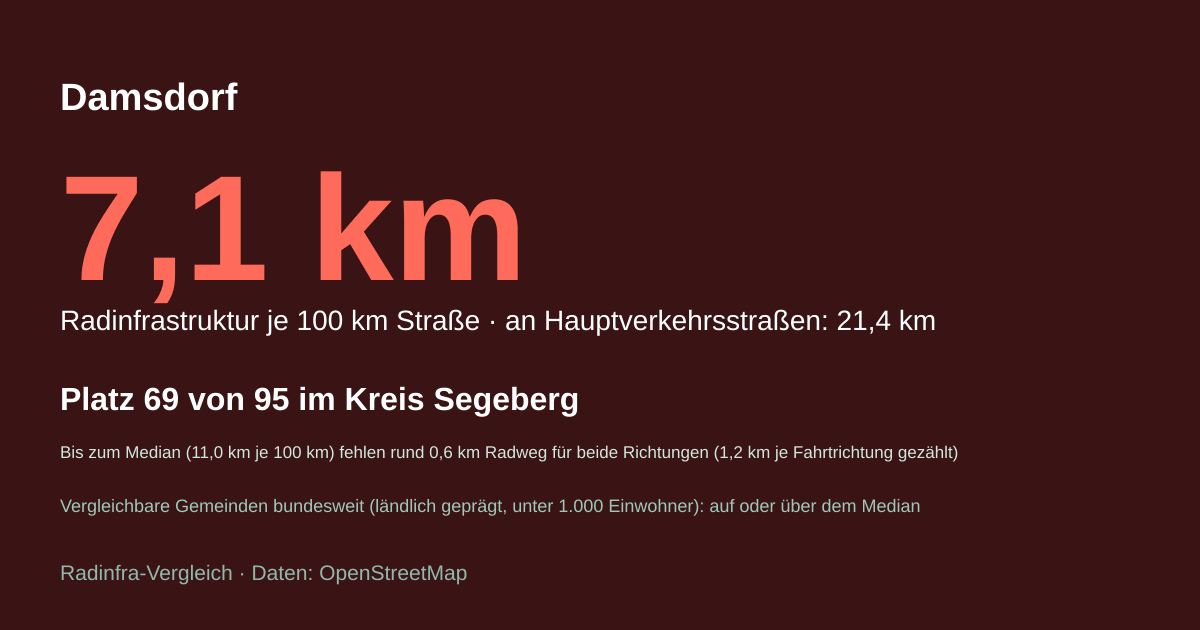 Damsdorf
7,1 km
Radinfrastruktur je 100 km Straße · an Hauptverkehrsstraßen: 21,4 km
Platz 69 von 95 im Kreis Segeberg
Bis zum Median (11,0 km je 100 km) fehlen rund 0,6 km Radweg für beide Richtungen (1,2 km je Fahrtrichtung gezählt)
Vergleichbare Gemeinden bundesweit (ländlich geprägt, unter 1.000 Einwohner): auf oder über dem Median
Radinfra-Vergleich · Daten: OpenStreetMap